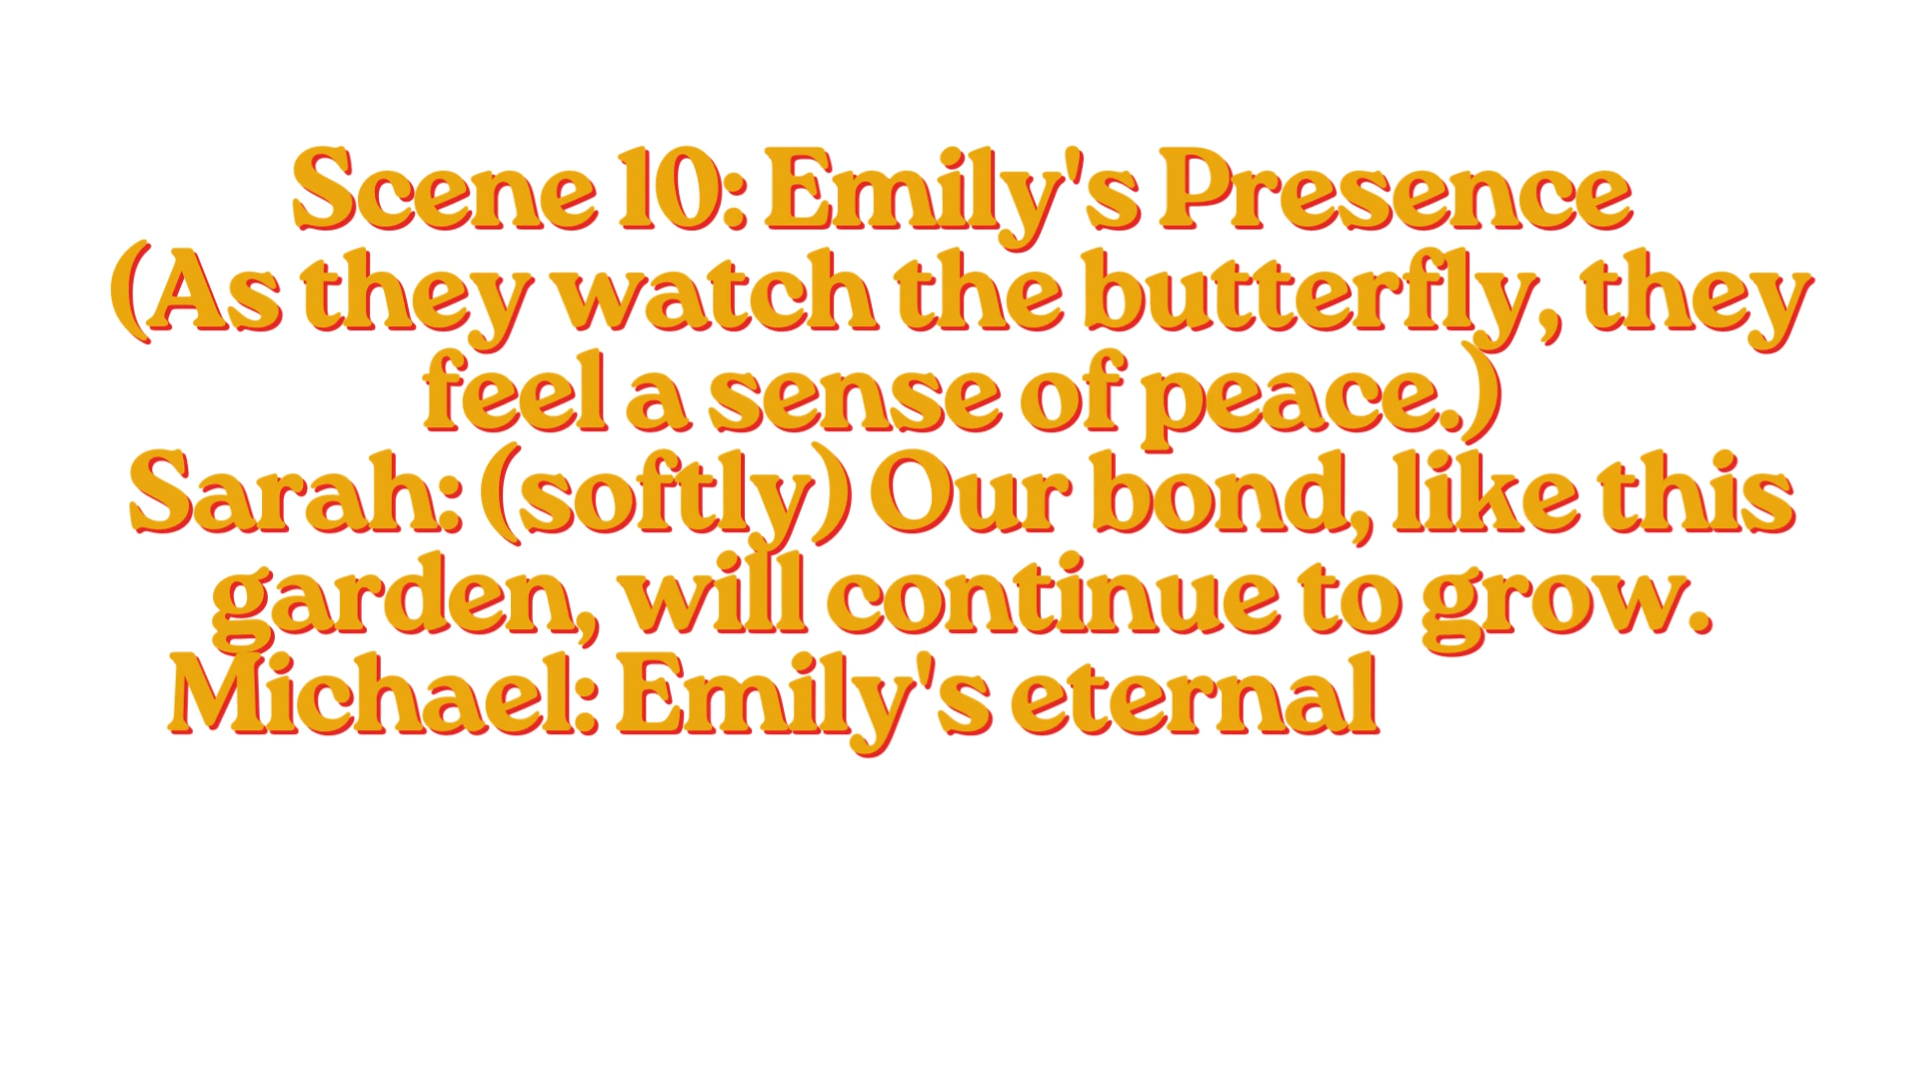 Scene 10: Emily's Presence
(As they watch the butterfly, they
feel a sense of peace.)
Sarah: (softly) Our bond, like this
garden, will continue to grow.
Michael: Emily's eternal